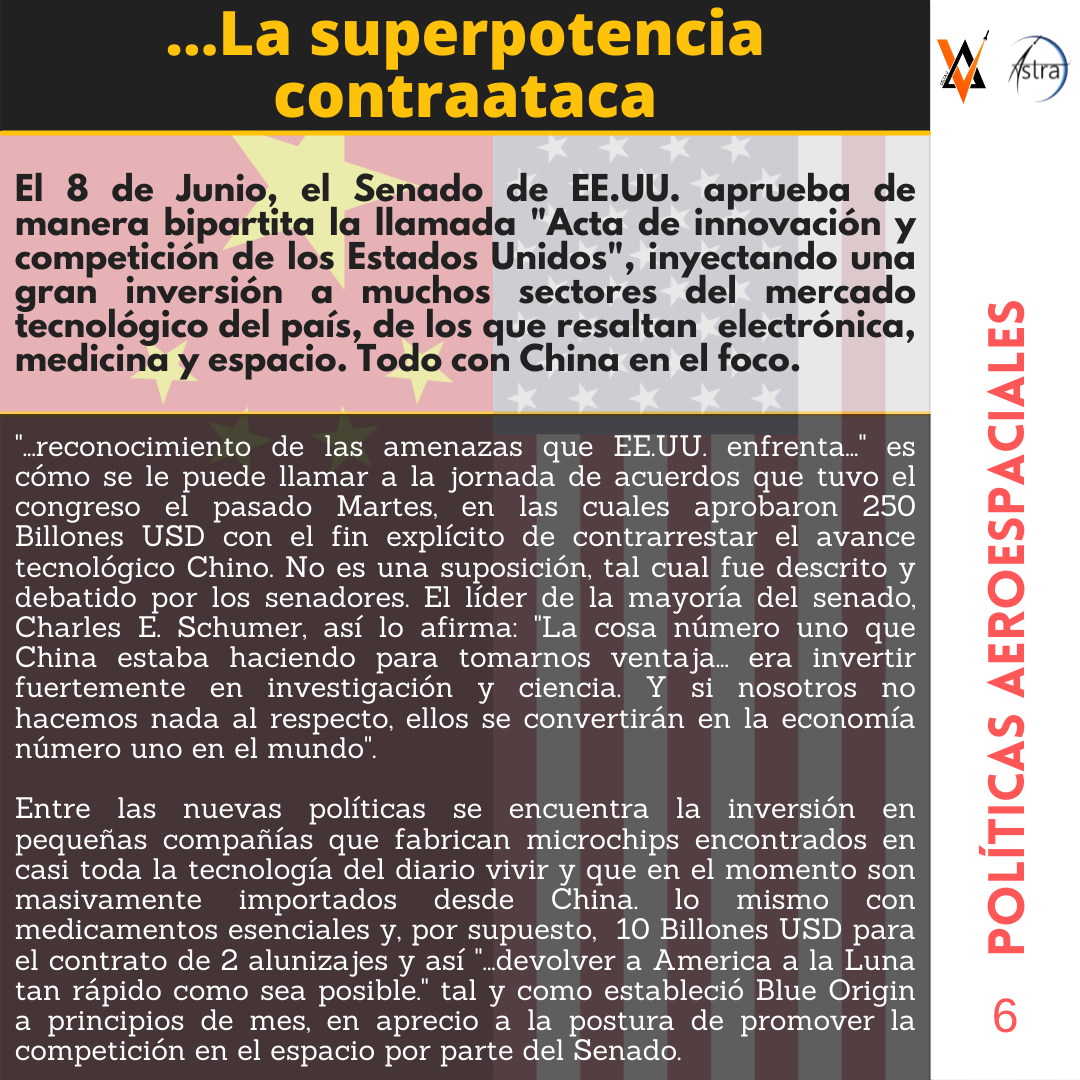 ...La superpotencia
contraataca
Astra
El 8 de Junio, el Senado de EE.UU. aprueba de
manera bipartita la llamada "Acta de innovación y
competición de los Estados Unidos", inyectando una
gran inversión a muchos sectores del mercado
tecnológico del país, de los que resaltan electrónica,
medicina y espacio. Todo con China en el foco.
"...reconocimiento de las amenazas que EE.UU. enfrenta..." es
cómo se le puede llamar a la jornada de acuerdos que tuvo el
congreso el pasado Martes, en las cuales aprobaron 250
Billones USD con el fin explícito de contrarrestar el avance
tecnológico Chino. No es una suposición, tal cual fue descrito y
debatido por los senadores. El líder de la mayoría del senado,
Charles E. Schumer, así lo afirma: "La cosa número uno que
China estaba haciendo para tomarnos ventaja... era invertir
fuertemente en investigación y ciencia. Y si nosotros no
hacemos nada al respecto, ellos se convertirán en la economía
número uno en el mundo".
Entre las nuevas políticas se encuentra la inversión en
pequeñas compañías que fabrican microchips encontrados en
casi toda la tecnología del diario vivir y que en el momento son
masivamente importados desde China. lo mismo con
medicamentos esenciales y, por supuesto, 10 Billones USD para
el contrato de 2 alunizajes y así "...devolver a America a la Luna
tan rápido como sea posible." tal y como estableció Blue Origin
a principios de mes, en aprecio a la postura de promover la
competición en el espacio por parte del Senado.
POLÍTICAS AEROESPACIALES
6